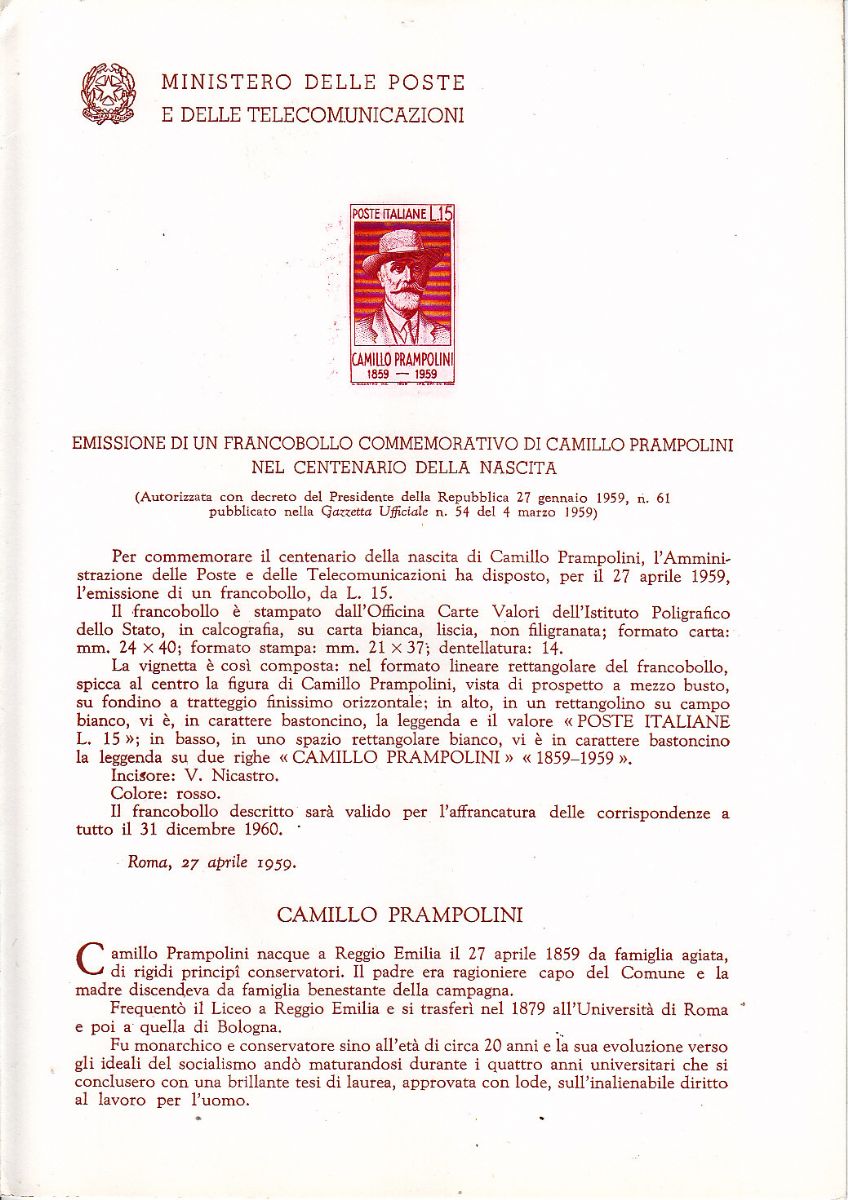 MINISTERO DELLE POSTE
E DELLE TELECOMUNICAZIONI
POSTE ITALIANE L.15
CAMILLO PRAMPOLINI
1859 — 1959
EMISSIONE DI UN FRANCOBOLLO COMMEMORATIVO DI CAMILLO PRAMPOLINI
NEL CENTENARIO DELLA NASCITA
(Autorizzata con decreto del Presidente della Repubblica 27 gennaio 1959, n. 61
pubblicato nella Gazzetta Ufficiale n. 54 del 4 marzo 1959)
Per commemorare il centenario della nascita di Camillo Prampolini, l'Ammini-
strazione delle Poste e delle Telecomunicazioni ha disposto, per il 27 aprile 1959,
l'emissione di un francobollo, da L. 15.
Il francobollo è stampato dall'Officina Carte Valori dell'Istituto Poligrafico
dello Stato, in calcografia, su carta bianca, liscia, non filigranata; formato carta:
mm. 24 × 40; formato stampa: mm. 21 × 37; dentellatura: 14.
La vignetta è così composta: nel formato lineare rettangolare del francobollo,
spicca al centro la figura di Camillo Prampolini, vista di prospetto a mezzo busto,
su fondino a tratteggio finissimo orizzontale; in alto, in un rettangolino su campo
bianco, vi è, in carattere bastoncino, la leggenda e il valore « POSTE ITALIANE
L. 15 »; in basso, in uno spazio rettangolare bianco, vi è in carattere bastoncino
la leggenda su due righe « CAMILLO PRAMPOLINI » « 1859-1959 ».
Incisore: V. Nicastro.
Colore: rosso.
Il francobollo descritto sarà valido per l'affrancatura delle corrispondenze a
tutto il 31 dicembre 1960.
Roma, 27 aprile 1959.
CAMILLO PRAMPOLINI
Camillo Prampolini nacque a Reggio Emilia il 27 aprile 1859 da famiglia agiata,
di rigidi principî conservatori. Il padre era ragioniere capo del Comune e la
madre discendeva da famiglia benestante della campagna.
Frequentò il Liceo a Reggio Emilia e si trasferì nel 1879 all'Università di Roma
e poi a quella di Bologna.
Fu monarchico e conservatore sino all'età di circa 20 anni e la sua evoluzione verso
gli ideali del socialismo andò maturandosi durante i quattro anni universitari che si
conclusero con una brillante tesi di laurea, approvata con lode, sull'inalienabile diritto
al lavoro per l'uomo.